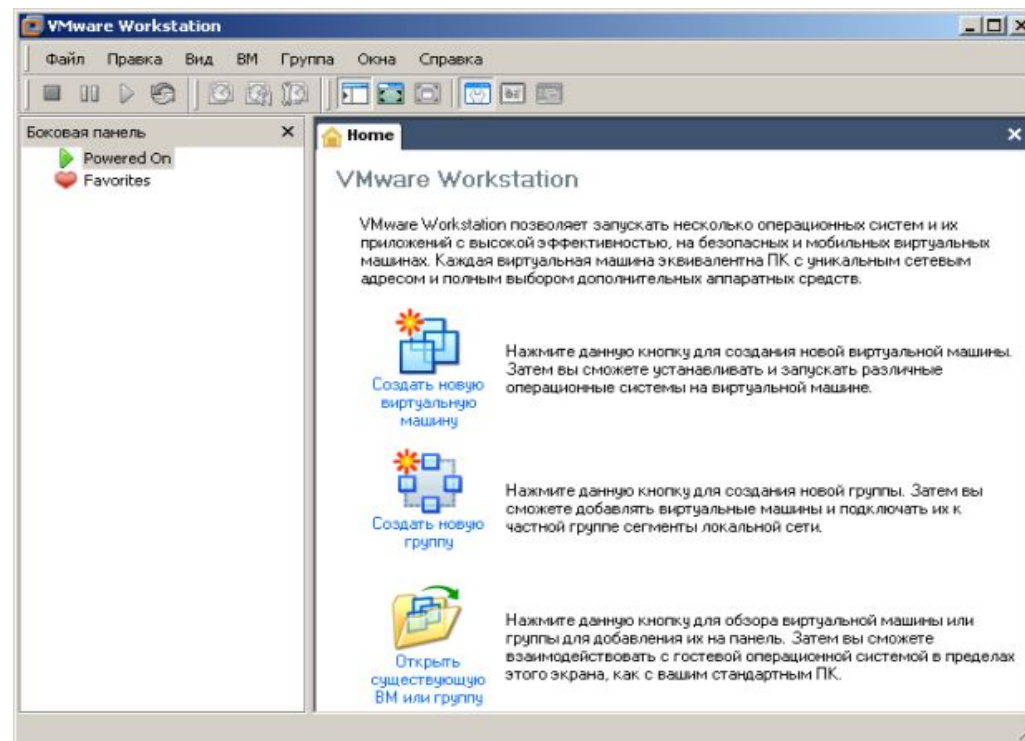 VMware Workstation
Файл Правка Вид ВМ Группа Окна Справка
Боковая панель
Powered On
Favorites
Home
VMware Workstation
VMware Workstation позволяет запускать несколько операционных систем и их
приложений с высокой эффективностью, на безопасных и мобильных виртуальных
машинах. Каждая виртуальная машина эквивалентна ПК с уникальным сетевым
адресом и полным выбором дополнительных аппаратных средств.
Создать новую
виртуальную
машину
Нажмите данную кнопку для создания новой виртуальной машины.
Затем вы сможете устанавливать и запускать различные
операционные системы на виртуальной машине.
Создать новую
группу
Нажмите данную кнопку для создания новой группы. Затем вы
сможете добавлять виртуальные машины и подключать их к
частной группе сегменты локальной сети.
Открыть
существующую
ВМ или группу
Нажмите данную кнопку для обзора виртуальной машины или
группы для добавления их на панель. Затем вы сможете
взаимодействовать с гостевой операционной системой в пределах
этого экрана, как с вашим стандартным ПК.